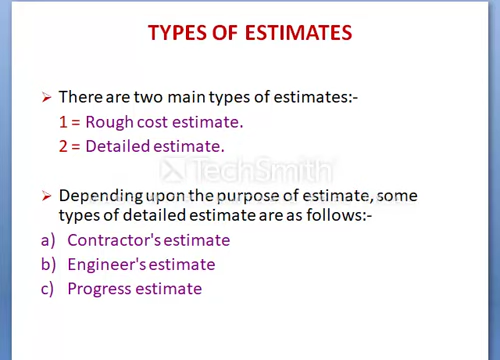 TYPES OF ESTIMATES
➤ There are two main types of estimates:-
1 = Rough cost estimate.
2 = Detailed estimate.
TechSmith
➤ Depending upon the purpose of estimate, some
types of detailed estimate are as follows:-
a) Contractor's estimate
b) Engineer's estimate
c) Progress estimate